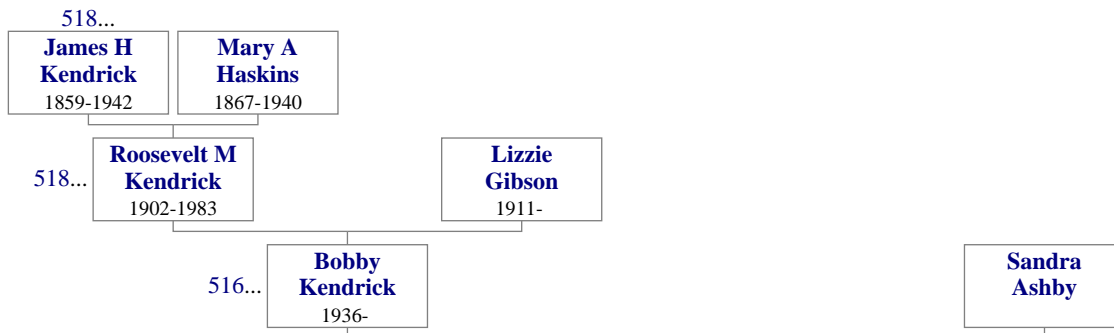 518...
James H
Kendrick
1859-1942
Mary A
Haskins
1867-1940
518...
Roosevelt M
Kendrick
1902-1983
Lizzie
Gibson
1911-
516...
Bobby
Kendrick
1936-
Sandra
Ashby